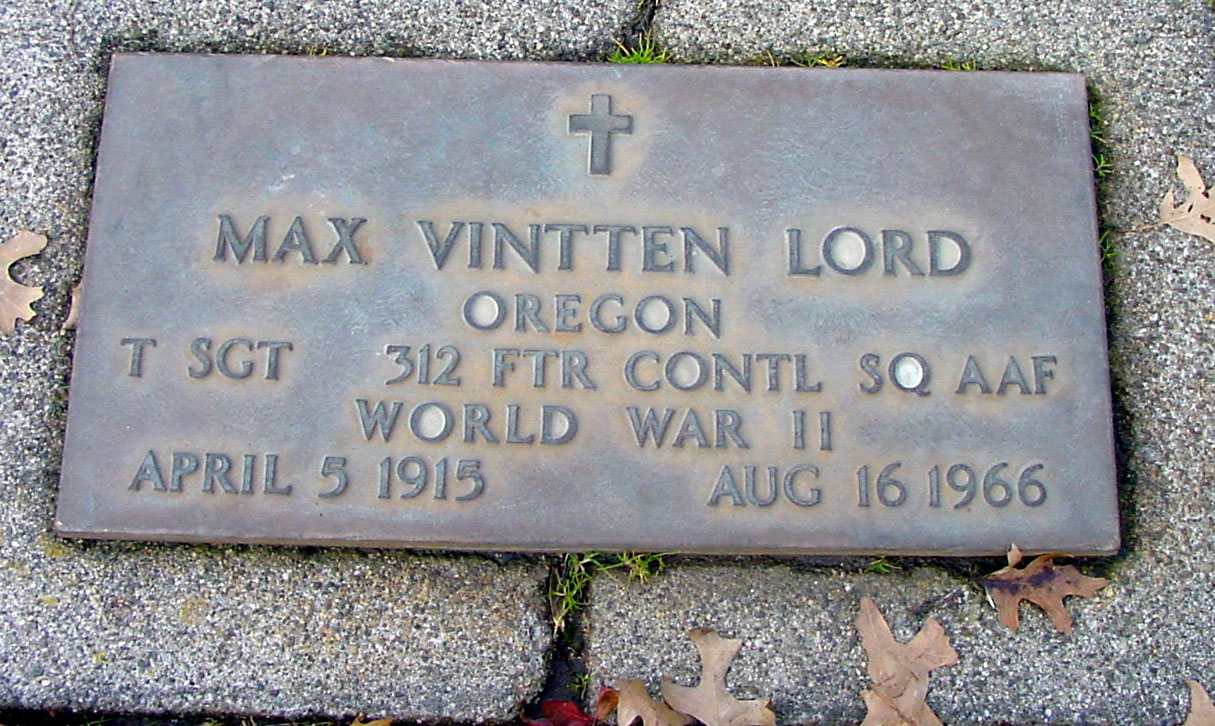 MAX VINTTEN LORD
OREGON
T SGT 312 FTR CONTL SQ AAF
WORLD WAR II
APRIL 5 1915 AUG 16 1966